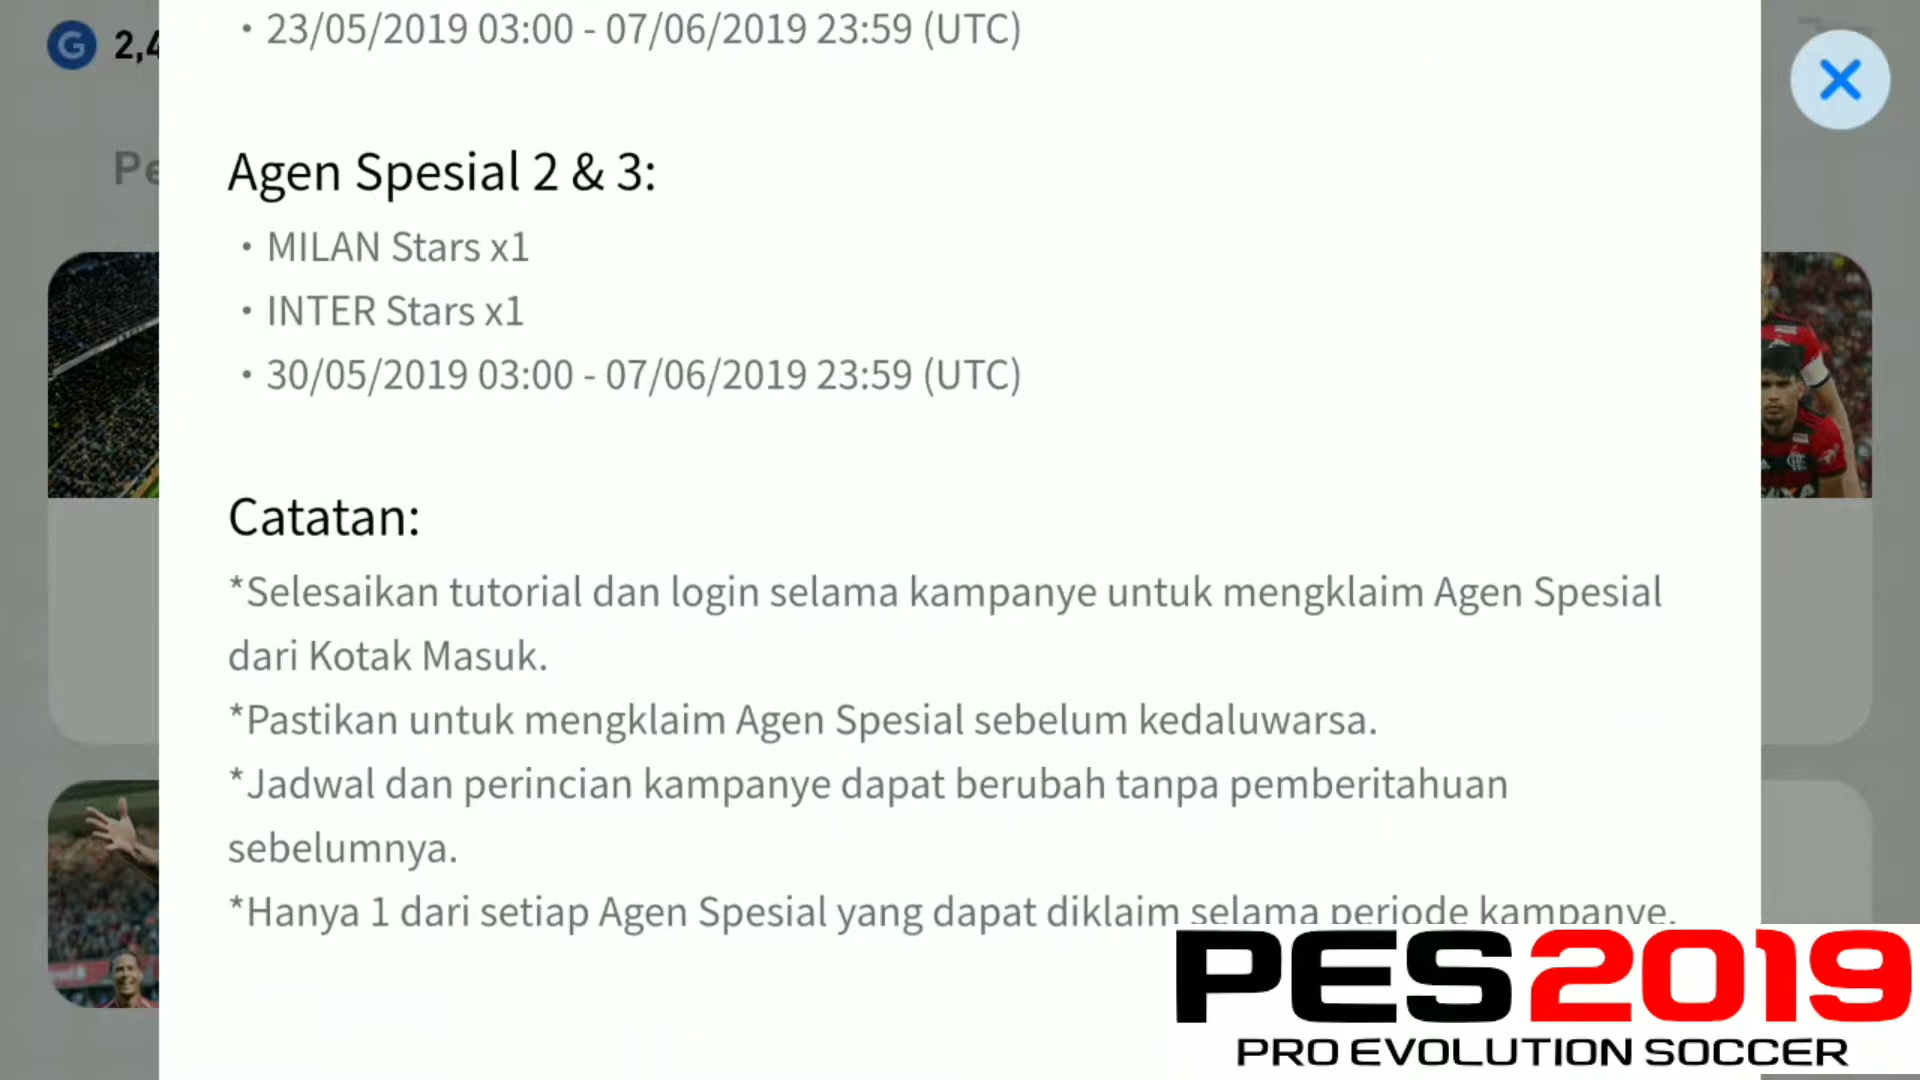 G 2,4
・23/05/2019 03:00 - 07/06/2019 23:59 (UTC)
Pe
Agen Spesial 2 & 3:
・MILAN Stars x1
・INTER Stars x1
・30/05/2019 03:00 - 07/06/2019 23:59 (UTC)
Catatan:
*Selesaikan tutorial dan login selama kampanye untuk mengklaim Agen Spesial
dari Kotak Masuk.
*Pastikan untuk mengklaim Agen Spesial sebelum kedaluwarsa.
*Jadwal dan perincian kampanye dapat berubah tanpa pemberitahuan
sebelumnya.
*Hanya 1 dari setiap Agen Spesial yang dapat diklaim selama periode kampanye.
PES2019
PRO EVOLUTION SOCCER